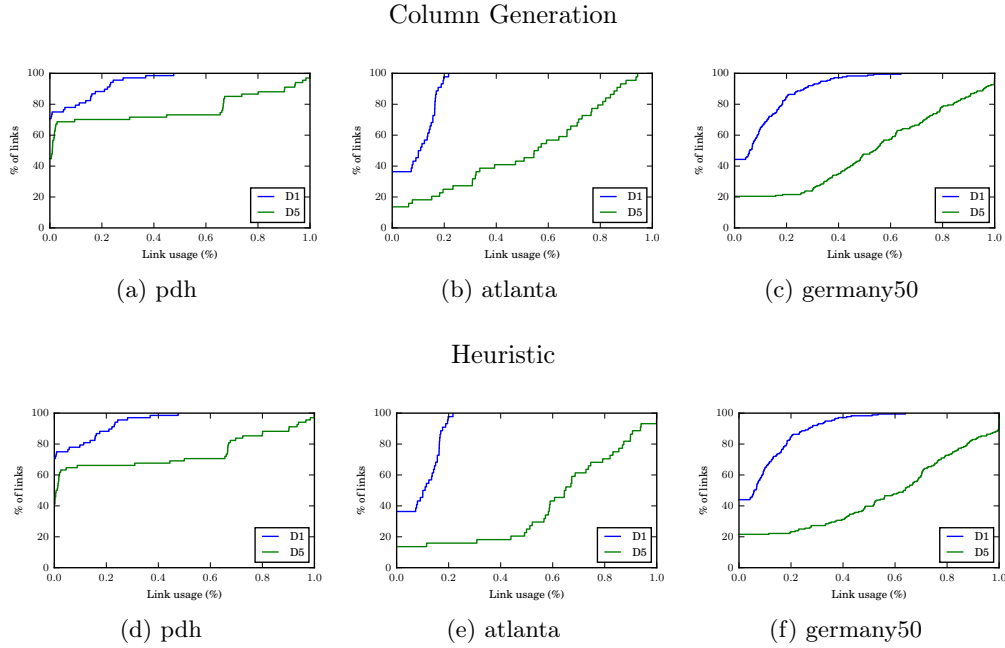 Column Generation
100
80
60
40
20
0
% of links
0.0 0.2 0.4 0.6 0.8 1.0
Link usage (%)
D1
D5
(a) pdh
100
80
60
40
20
0
% of links
0.0 0.2 0.4 0.6 0.8 1.0
Link usage (%)
D1
D5
(b) atlanta
100
80
60
40
20
0
% of links
0.0 0.2 0.4 0.6 0.8 1.0
Link usage (%)
D1
D5
(c) germany50
Heuristic
100
80
60
40
20
0
% of links
0.0 0.2 0.4 0.6 0.8 1.0
Link usage (%)
D1
D5
(d) pdh
100
80
60
40
20
0
% of links
0.0 0.2 0.4 0.6 0.8 1.0
Link usage (%)
D1
D5
(e) atlanta
100
80
60
40
20
0
% of links
0.0 0.2 0.4 0.6 0.8 1.0
Link usage (%)
D1
D5
(f) germany50